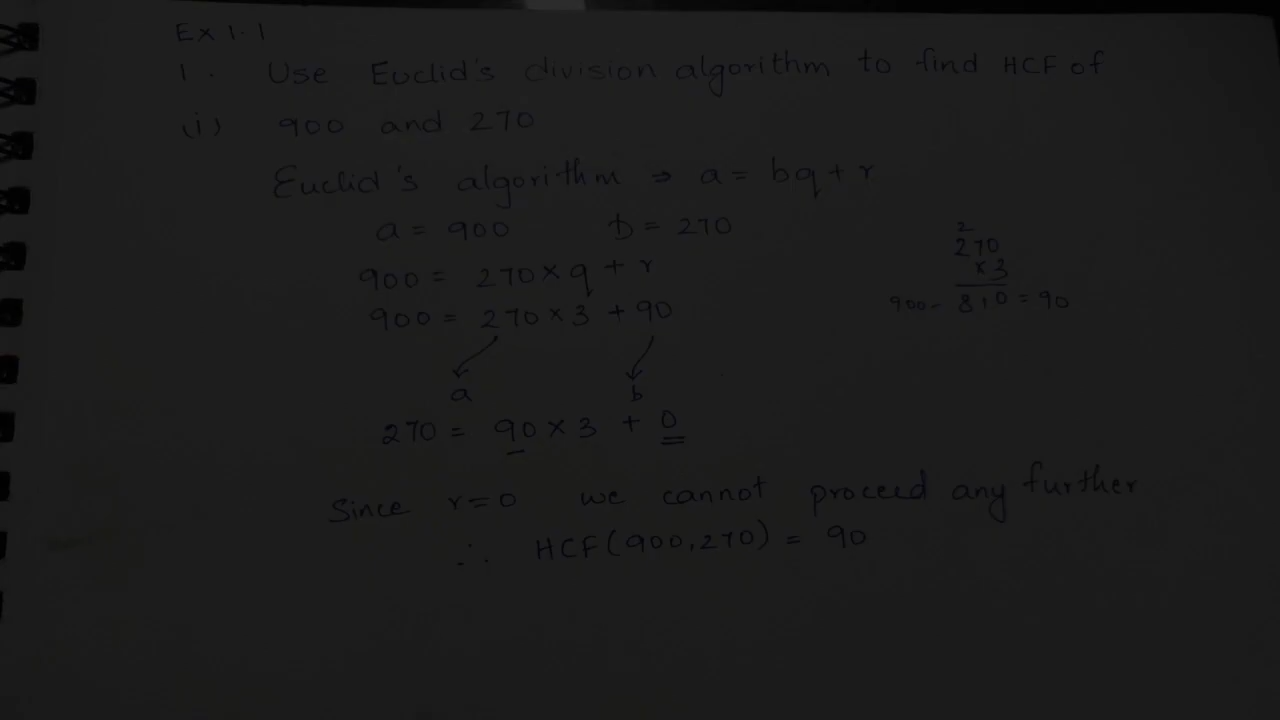 Ex 1.1
1. Use Euclid's division algorithm to find HCF of
(i) 900 and 270
Euclid's algorithm ⇒ a = bq + r
a = 900 b = 270
900 = 270 × q + r
900 = 270 × 3 + 90
2
270
× 3
900 - 810 = 90
a b
270 = 90 × 3 + 0
Since r = 0 we cannot proceed any further
∴ HCF (900, 270) = 90